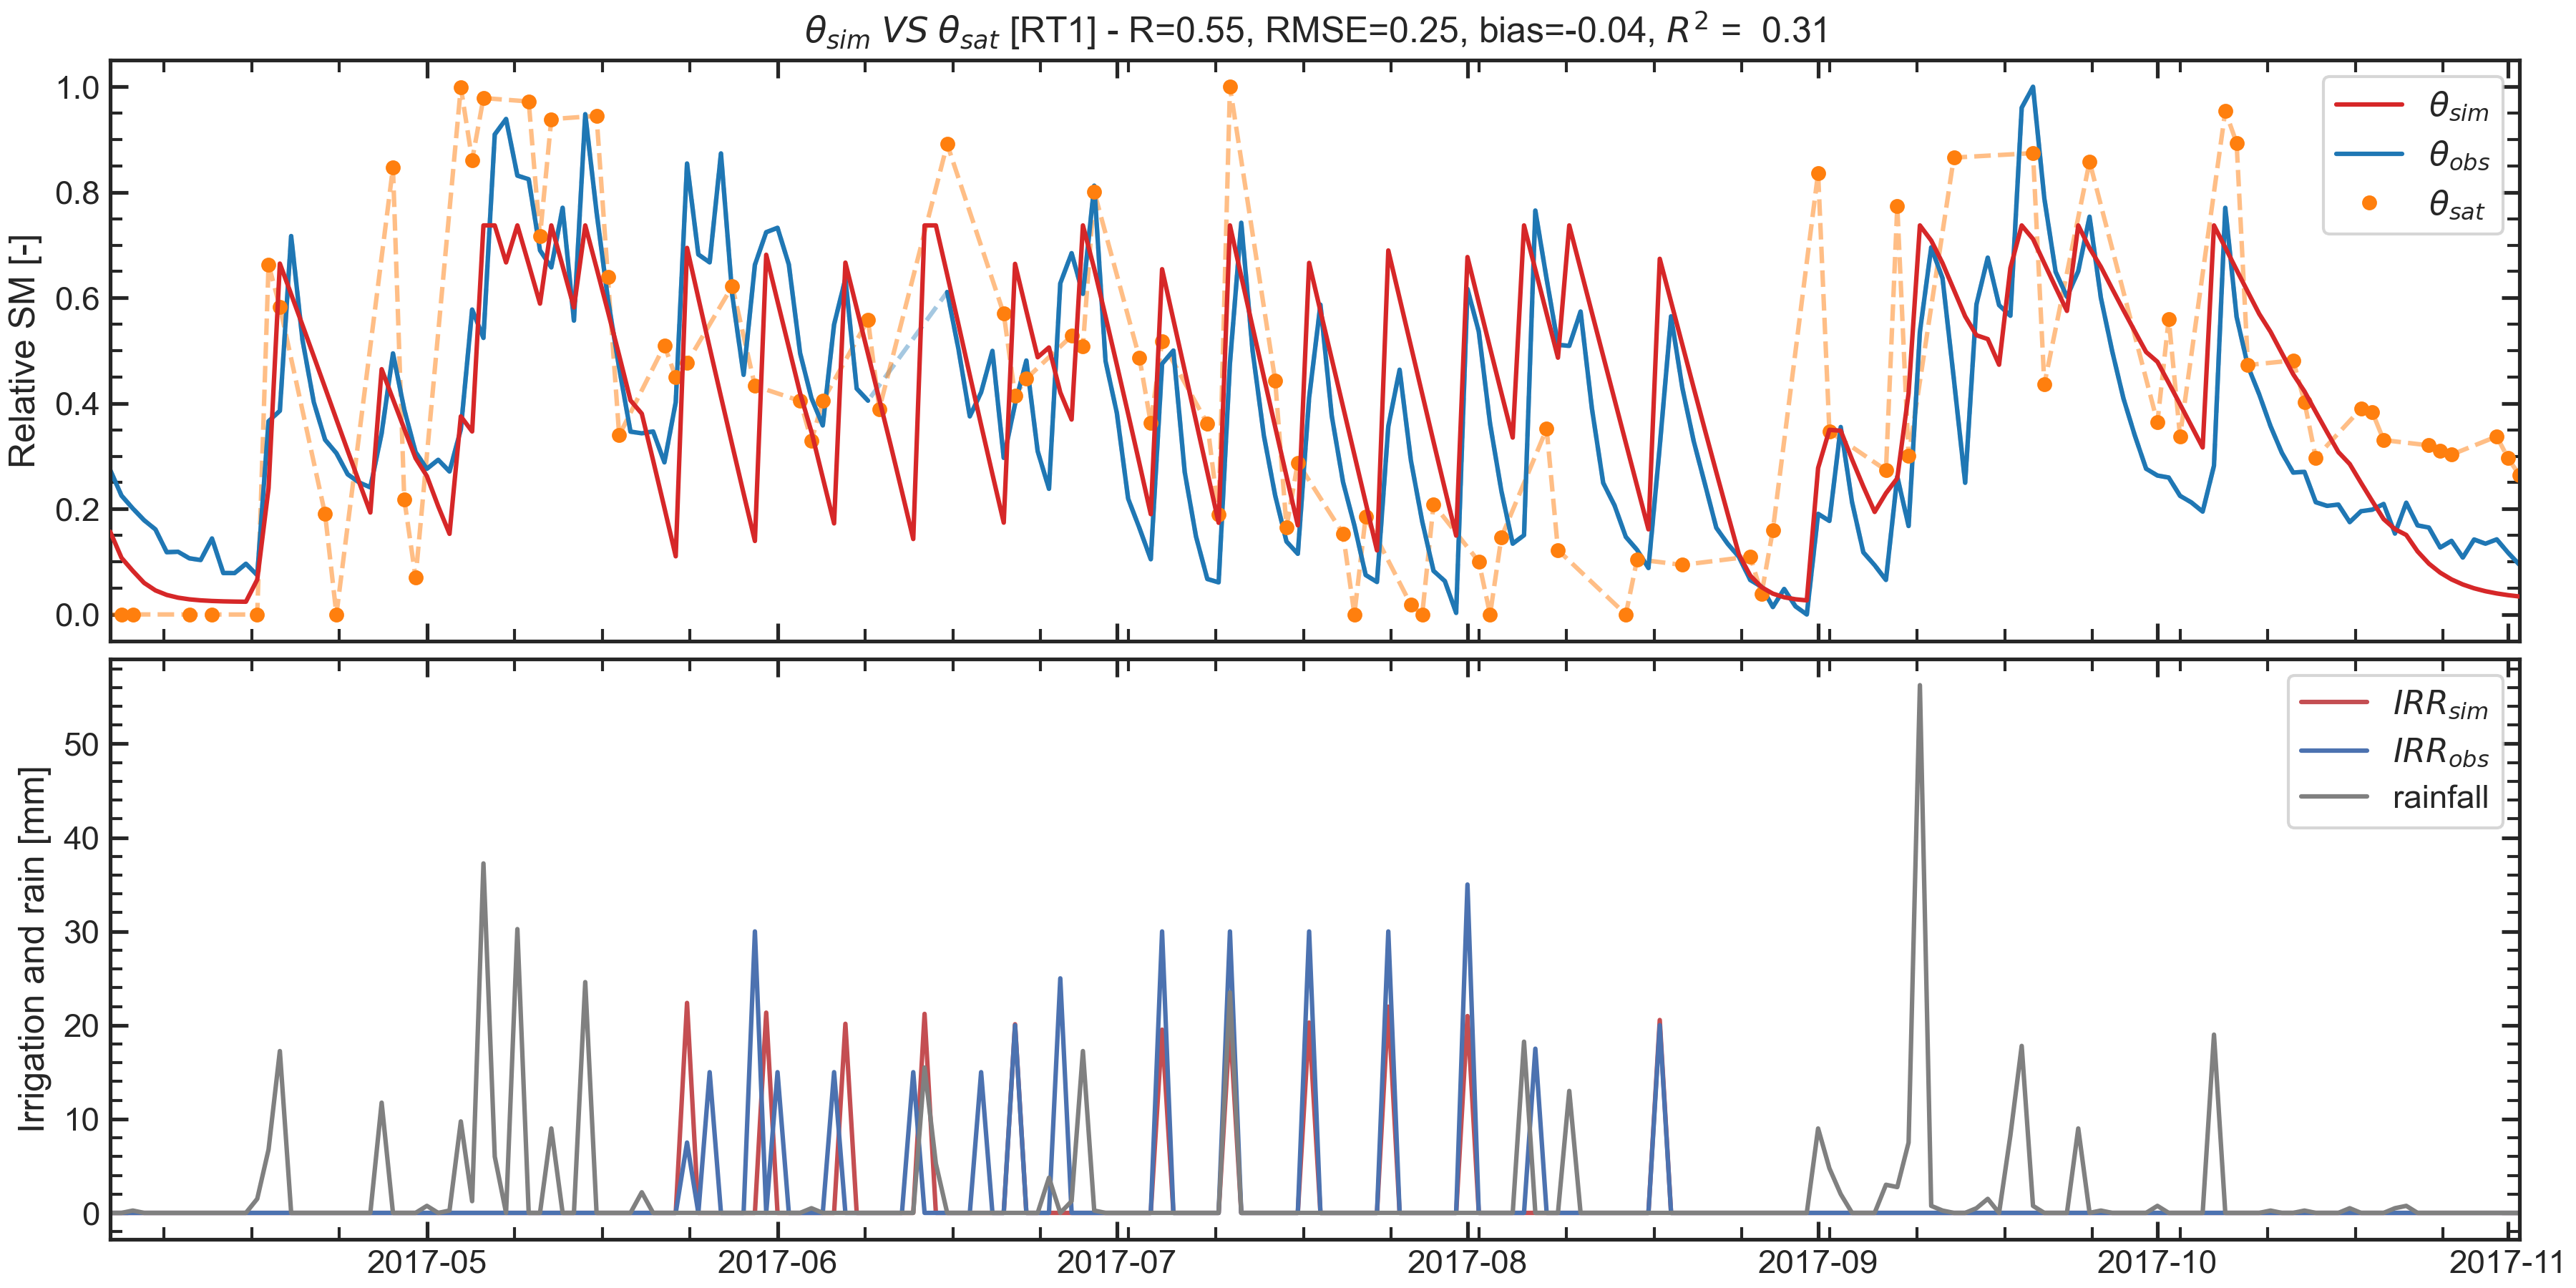 θsim VS θsat [RT1] - R=0.55, RMSE=0.25, bias=-0.04, R² = 0.31
Relative SM [-]
1.0
0.8
0.6
0.4
0.2
0.0
θsim
θobs
θsat
Irrigation and rain [mm]
50
40
30
20
10
0
IRRsim
IRRobs
rainfall
2017-05 2017-06 2017-07 2017-08 2017-09 2017-10 2017-11